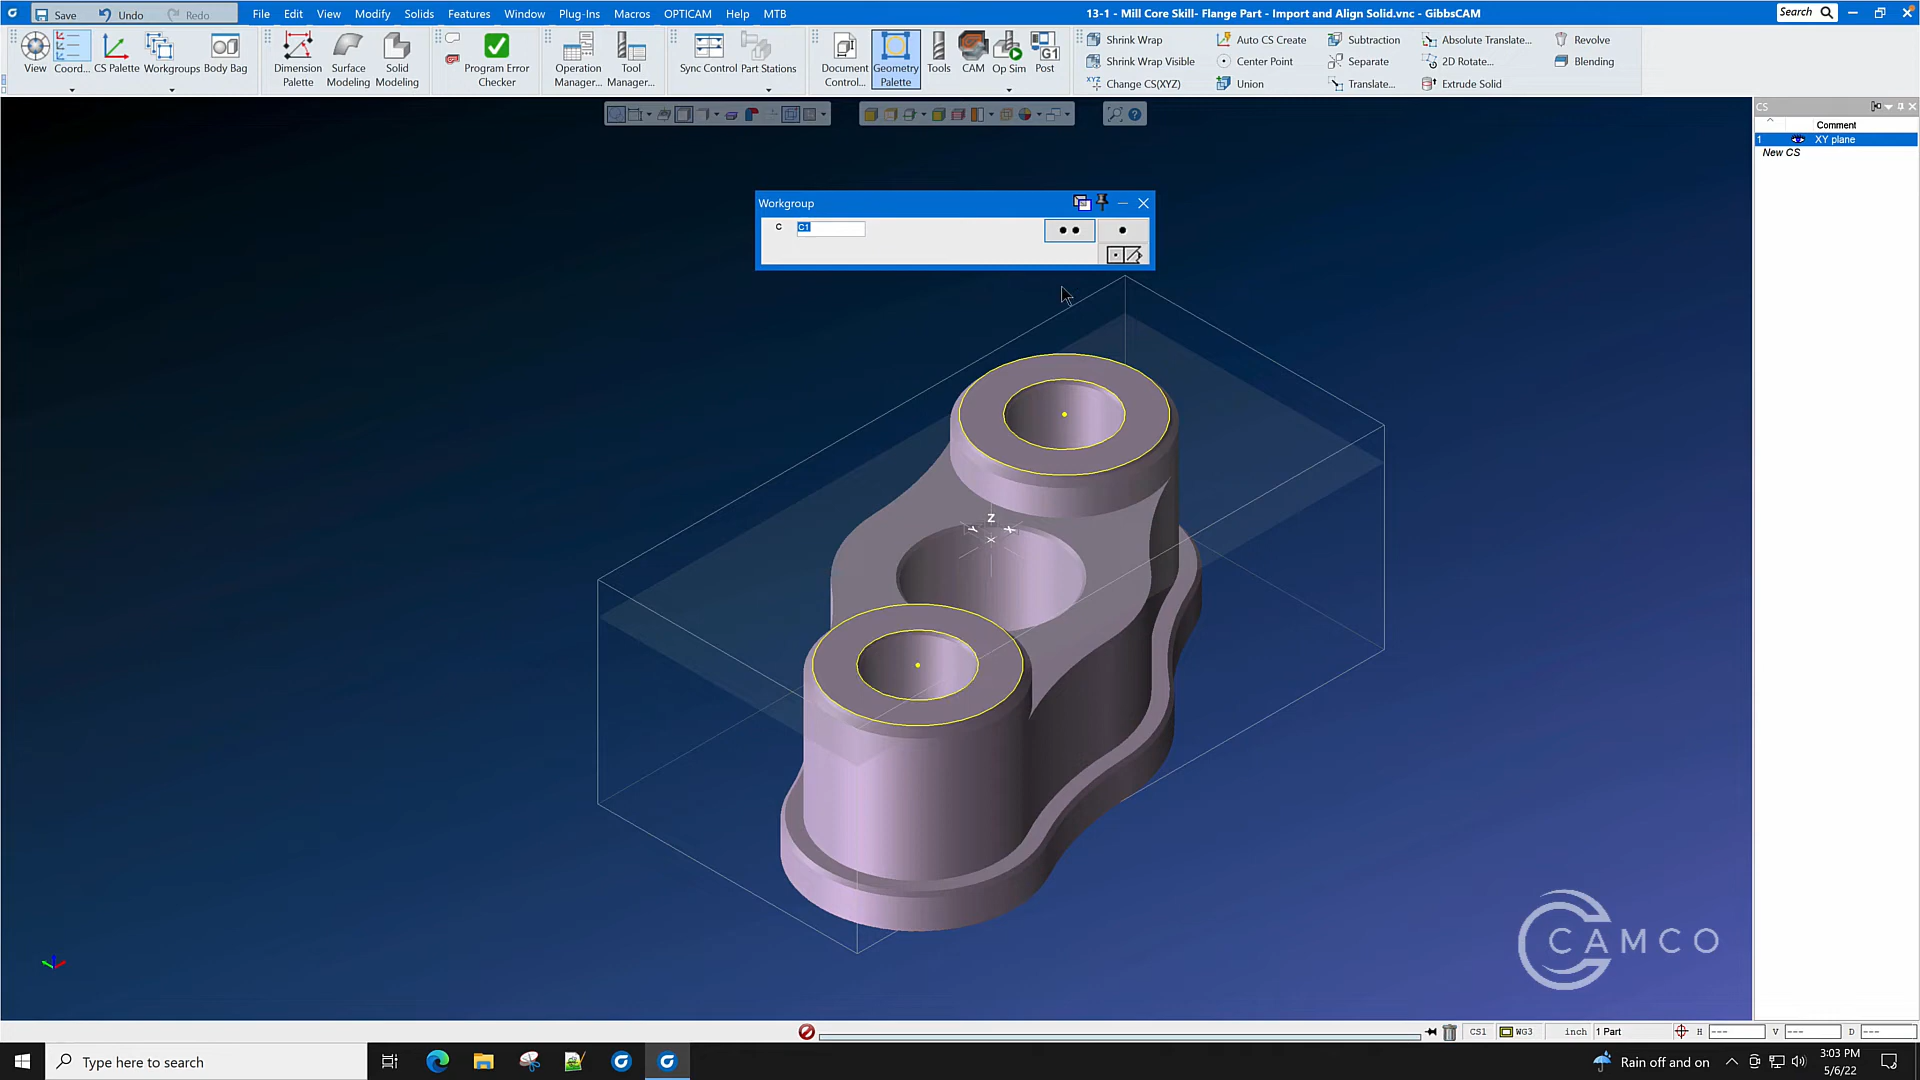 Save
Undo
Redo
File
Edit
View
Modify
Solids
Features
Window
Plug-Ins
Macros
OPTICAM
Help
MTB
13-1 - Mill Core Skill- Flange Part - Import and Align Solid.vnc - GibbsCAM
Search
View
Coord...
CS Palette
Workgroups
Body Bag
Dimension
Palette
Surface
Modeling
Solid
Modeling
Program Error
Checker
Operation
Manager...
Tool
Manager...
Sync Control
Part Stations
Document
Control...
Geometry
Palette
Tools
CAM
Op Sim
G1
Post
Shrink Wrap
Auto CS Create
Subtraction
Absolute Translate...
Revolve
Shrink Wrap Visible
Center Point
Separate
2D Rotate...
Blending
XYZ
Change CS(XYZ)
Union
Translate...
Extrude Solid
CS
Comment
1
XY plane
New CS
Workgroup
C
C1
Z
CAMCO
CS1
WG3
inch
1 Part
H
---
V
---
D
---
Type here to search
Rain off and on
3:03 PM
5/6/22